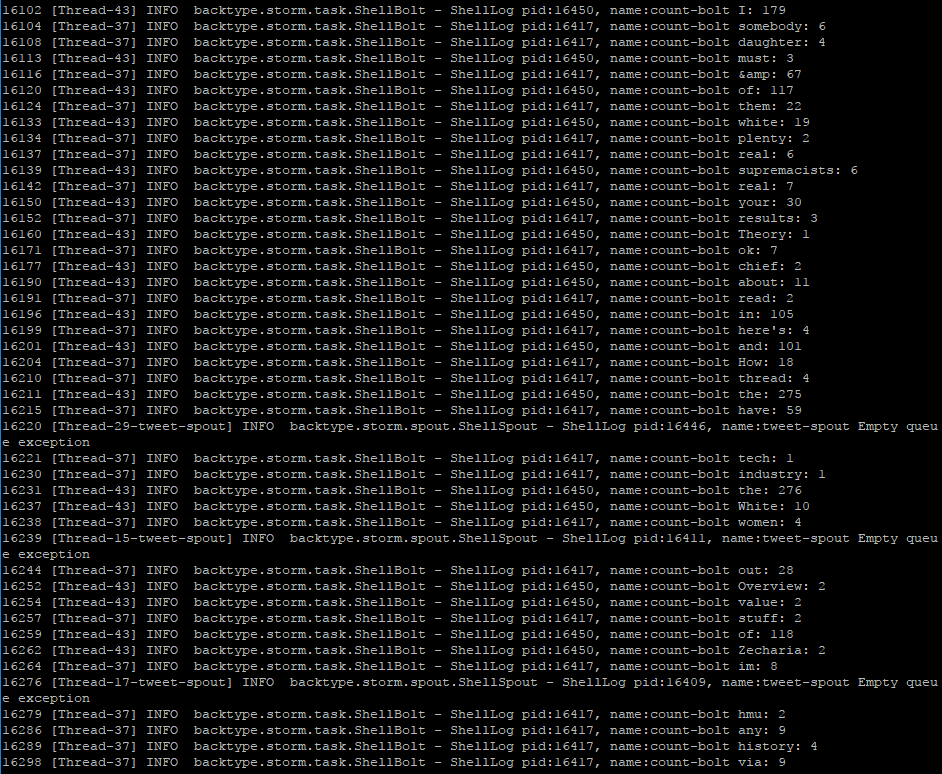 16102 [Thread-43] INFO  backtype.storm.task.ShellBolt - ShellLog pid:16450, name:count-bolt I: 179
16104 [Thread-37] INFO  backtype.storm.task.ShellBolt - ShellLog pid:16417, name:count-bolt somebody: 6
16108 [Thread-37] INFO  backtype.storm.task.ShellBolt - ShellLog pid:16417, name:count-bolt daughter: 4
16113 [Thread-43] INFO  backtype.storm.task.ShellBolt - ShellLog pid:16450, name:count-bolt must: 3
16116 [Thread-37] INFO  backtype.storm.task.ShellBolt - ShellLog pid:16417, name:count-bolt &amp: 67
16120 [Thread-43] INFO  backtype.storm.task.ShellBolt - ShellLog pid:16450, name:count-bolt of: 117
16124 [Thread-37] INFO  backtype.storm.task.ShellBolt - ShellLog pid:16417, name:count-bolt them: 22
16133 [Thread-43] INFO  backtype.storm.task.ShellBolt - ShellLog pid:16450, name:count-bolt white: 19
16134 [Thread-37] INFO  backtype.storm.task.ShellBolt - ShellLog pid:16417, name:count-bolt plenty: 2
16137 [Thread-37] INFO  backtype.storm.task.ShellBolt - ShellLog pid:16417, name:count-bolt real: 6
16139 [Thread-43] INFO  backtype.storm.task.ShellBolt - ShellLog pid:16450, name:count-bolt supremacists: 6
16142 [Thread-37] INFO  backtype.storm.task.ShellBolt - ShellLog pid:16417, name:count-bolt real: 7
16150 [Thread-43] INFO  backtype.storm.task.ShellBolt - ShellLog pid:16450, name:count-bolt your: 30
16152 [Thread-37] INFO  backtype.storm.task.ShellBolt - ShellLog pid:16417, name:count-bolt results: 3
16160 [Thread-43] INFO  backtype.storm.task.ShellBolt - ShellLog pid:16450, name:count-bolt Theory: 1
16171 [Thread-37] INFO  backtype.storm.task.ShellBolt - ShellLog pid:16417, name:count-bolt ok: 7
16177 [Thread-43] INFO  backtype.storm.task.ShellBolt - ShellLog pid:16450, name:count-bolt chief: 2
16190 [Thread-43] INFO  backtype.storm.task.ShellBolt - ShellLog pid:16450, name:count-bolt about: 11
16191 [Thread-37] INFO  backtype.storm.task.ShellBolt - ShellLog pid:16417, name:count-bolt read: 2
16196 [Thread-43] INFO  backtype.storm.task.ShellBolt - ShellLog pid:16450, name:count-bolt in: 105
16199 [Thread-37] INFO  backtype.storm.task.ShellBolt - ShellLog pid:16417, name:count-bolt here's: 4
16201 [Thread-43] INFO  backtype.storm.task.ShellBolt - ShellLog pid:16450, name:count-bolt and: 101
16204 [Thread-37] INFO  backtype.storm.task.ShellBolt - ShellLog pid:16417, name:count-bolt How: 18
16210 [Thread-37] INFO  backtype.storm.task.ShellBolt - ShellLog pid:16417, name:count-bolt thread: 4
16211 [Thread-43] INFO  backtype.storm.task.ShellBolt - ShellLog pid:16450, name:count-bolt the: 275
16215 [Thread-37] INFO  backtype.storm.task.ShellBolt - ShellLog pid:16417, name:count-bolt have: 59
16220 [Thread-29-tweet-spout] INFO  backtype.storm.spout.ShellSpout - ShellLog pid:16446, name:tweet-spout Empty queu
e exception
16221 [Thread-37] INFO  backtype.storm.task.ShellBolt - ShellLog pid:16417, name:count-bolt tech: 1
16230 [Thread-37] INFO  backtype.storm.task.ShellBolt - ShellLog pid:16417, name:count-bolt industry: 1
16231 [Thread-43] INFO  backtype.storm.task.ShellBolt - ShellLog pid:16450, name:count-bolt the: 276
16237 [Thread-43] INFO  backtype.storm.task.ShellBolt - ShellLog pid:16450, name:count-bolt White: 10
16238 [Thread-37] INFO  backtype.storm.task.ShellBolt - ShellLog pid:16417, name:count-bolt women: 4
16239 [Thread-15-tweet-spout] INFO  backtype.storm.spout.ShellSpout - ShellLog pid:16411, name:tweet-spout Empty queu
e exception
16244 [Thread-37] INFO  backtype.storm.task.ShellBolt - ShellLog pid:16417, name:count-bolt out: 28
16252 [Thread-43] INFO  backtype.storm.task.ShellBolt - ShellLog pid:16450, name:count-bolt Overview: 2
16254 [Thread-43] INFO  backtype.storm.task.ShellBolt - ShellLog pid:16450, name:count-bolt value: 2
16257 [Thread-37] INFO  backtype.storm.task.ShellBolt - ShellLog pid:16417, name:count-bolt stuff: 2
16259 [Thread-43] INFO  backtype.storm.task.ShellBolt - ShellLog pid:16450, name:count-bolt of: 118
16262 [Thread-43] INFO  backtype.storm.task.ShellBolt - ShellLog pid:16450, name:count-bolt Zecharia: 2
16264 [Thread-37] INFO  backtype.storm.task.ShellBolt - ShellLog pid:16417, name:count-bolt im: 8
16276 [Thread-17-tweet-spout] INFO  backtype.storm.spout.ShellSpout - ShellLog pid:16409, name:tweet-spout Empty queu
e exception
16279 [Thread-37] INFO  backtype.storm.task.ShellBolt - ShellLog pid:16417, name:count-bolt hmu: 2
16286 [Thread-37] INFO  backtype.storm.task.ShellBolt - ShellLog pid:16417, name:count-bolt any: 9
16289 [Thread-37] INFO  backtype.storm.task.ShellBolt - ShellLog pid:16417, name:count-bolt history: 4
16298 [Thread-37] INFO  backtype.storm.task.ShellBolt - ShellLog pid:16417, name:count-bolt via: 9